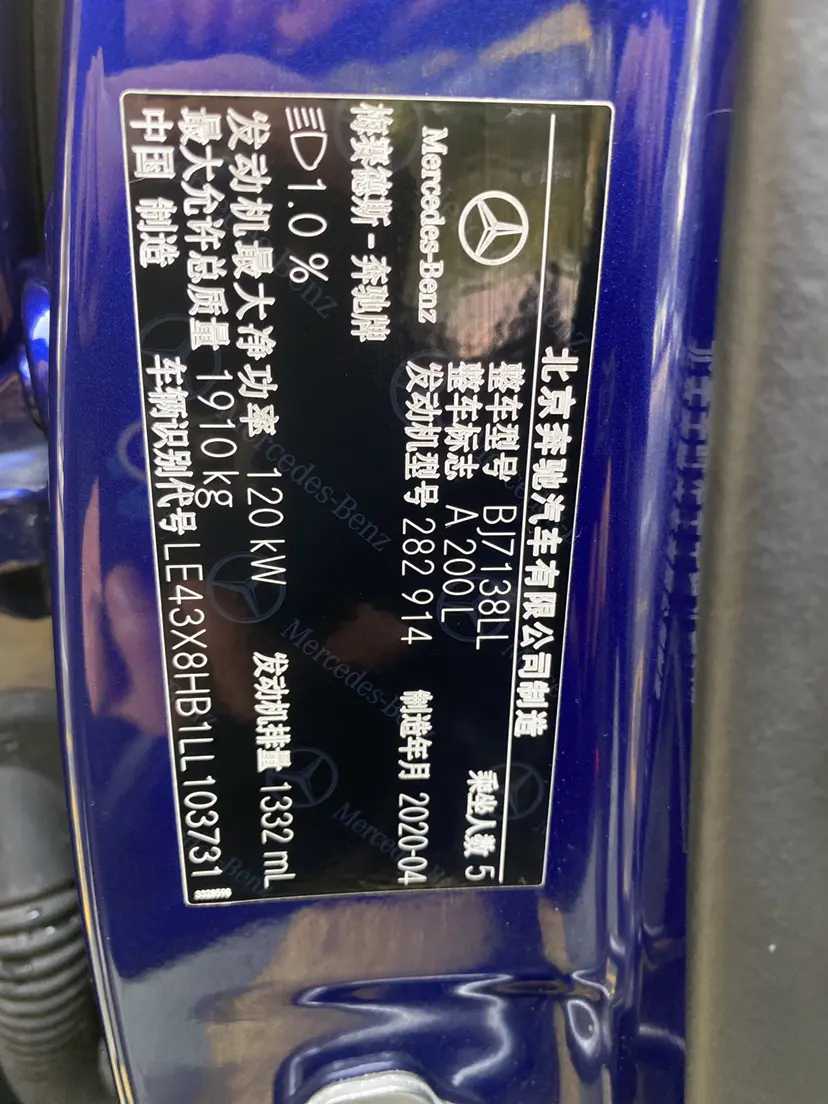 北京奔驰汽车有限公司制造
Mercedes-Benz
整车型号 BJ7138LL
整车标志 A 200 L
乘坐人数 5
梅赛德斯-奔驰牌
发动机型号 282 914
制造年月 2020-04
1.0 %
发动机最大净功率 120 kW
发动机排量 1332 mL
最大允许总质量 1910 kg
中国 制造
车辆识别代号 LE43X8HB1LL103731